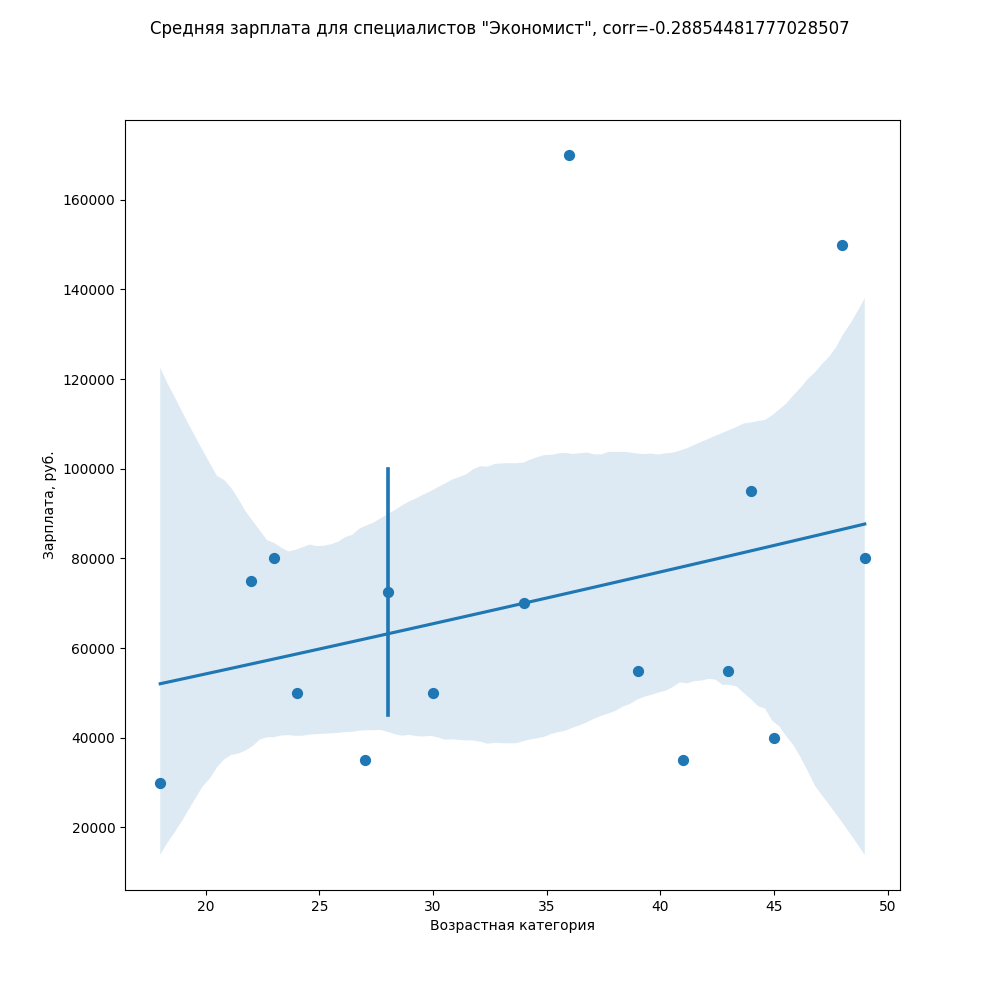 Средняя зарплата для специалистов "Экономист", corr=-0.28854481777028507
160000
140000
120000
100000
80000
60000
40000
20000
Зарплата, руб.
20 25 30 35 40 45 50
Возрастная категория